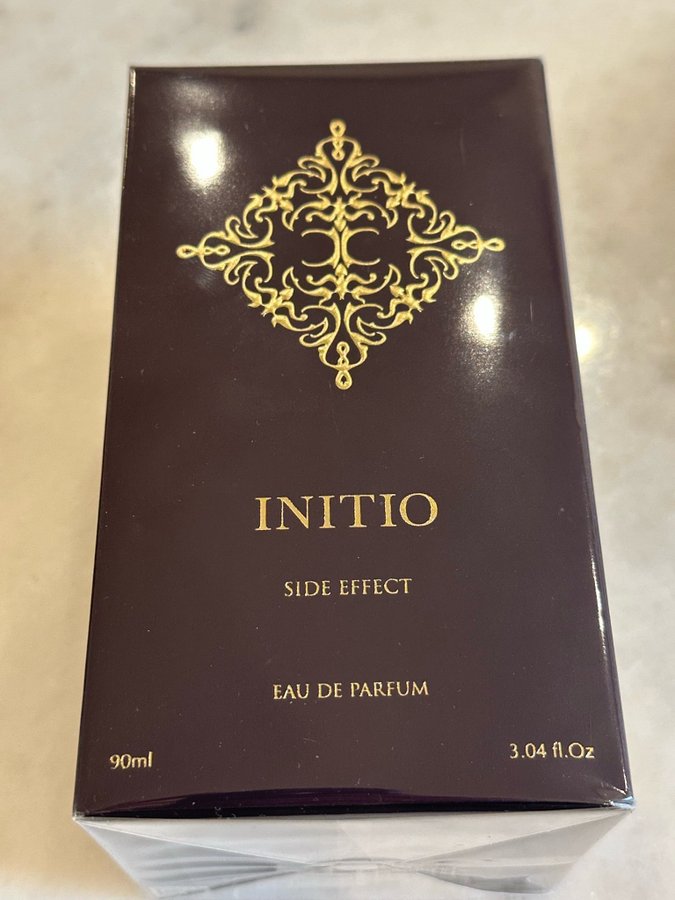 INITIO
SIDE EFFECT
EAU DE PARFUM
90ml
3.04 fl.Oz